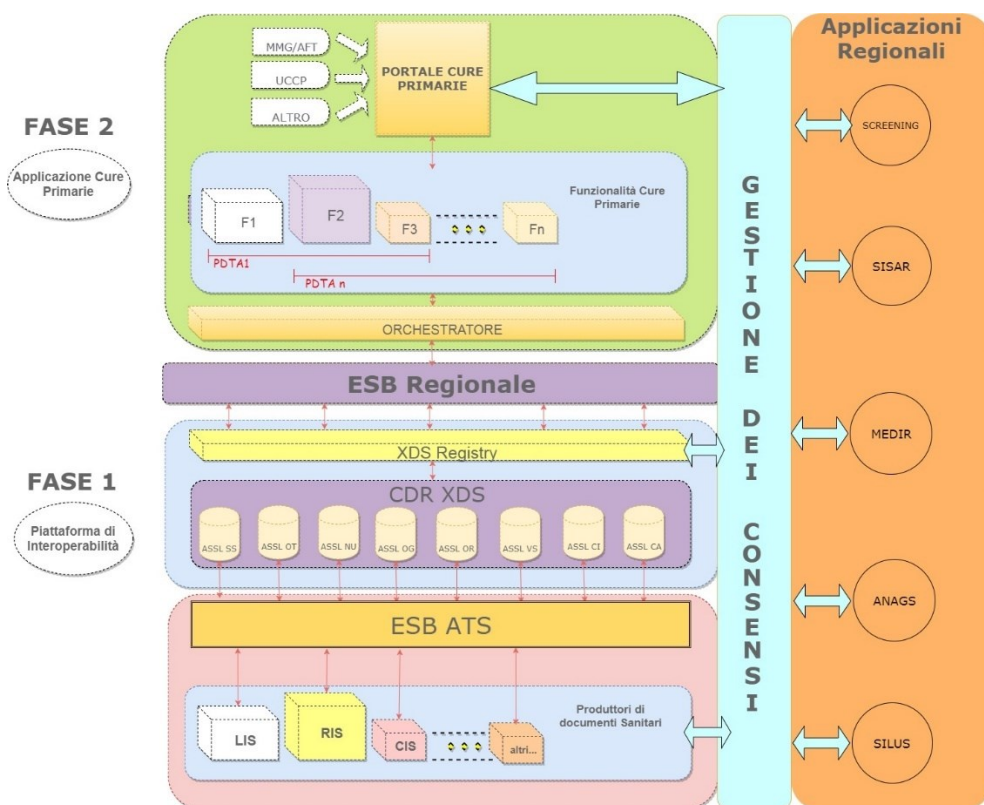 FASE 2
Applicazione Cure
Primarie
MMG/AFT
UCCP
ALTRO
PORTALE CURE
PRIMARIE
Funzionalità Cure
Primarie
F1
F2
F3
Fn
PDTA1
PDTA n
ORCHESTRATORE
ESB Regionale
FASE 1
Piattaforma di
Interoperabilità
XDS Registry
CDR XDS
ASSL SS
ASSL OT
ASSL NU
ASSL OG
ASSL OR
ASSL VS
ASSL CI
ASSL CA
ESB ATS
LIS
RIS
CIS
altri...
Produttori di
documenti Sanitari
GESTIONE
DEI
CONSENSI
Applicazioni
Regionali
SCREENING
SISAR
MEDIR
ANAGS
SILUS